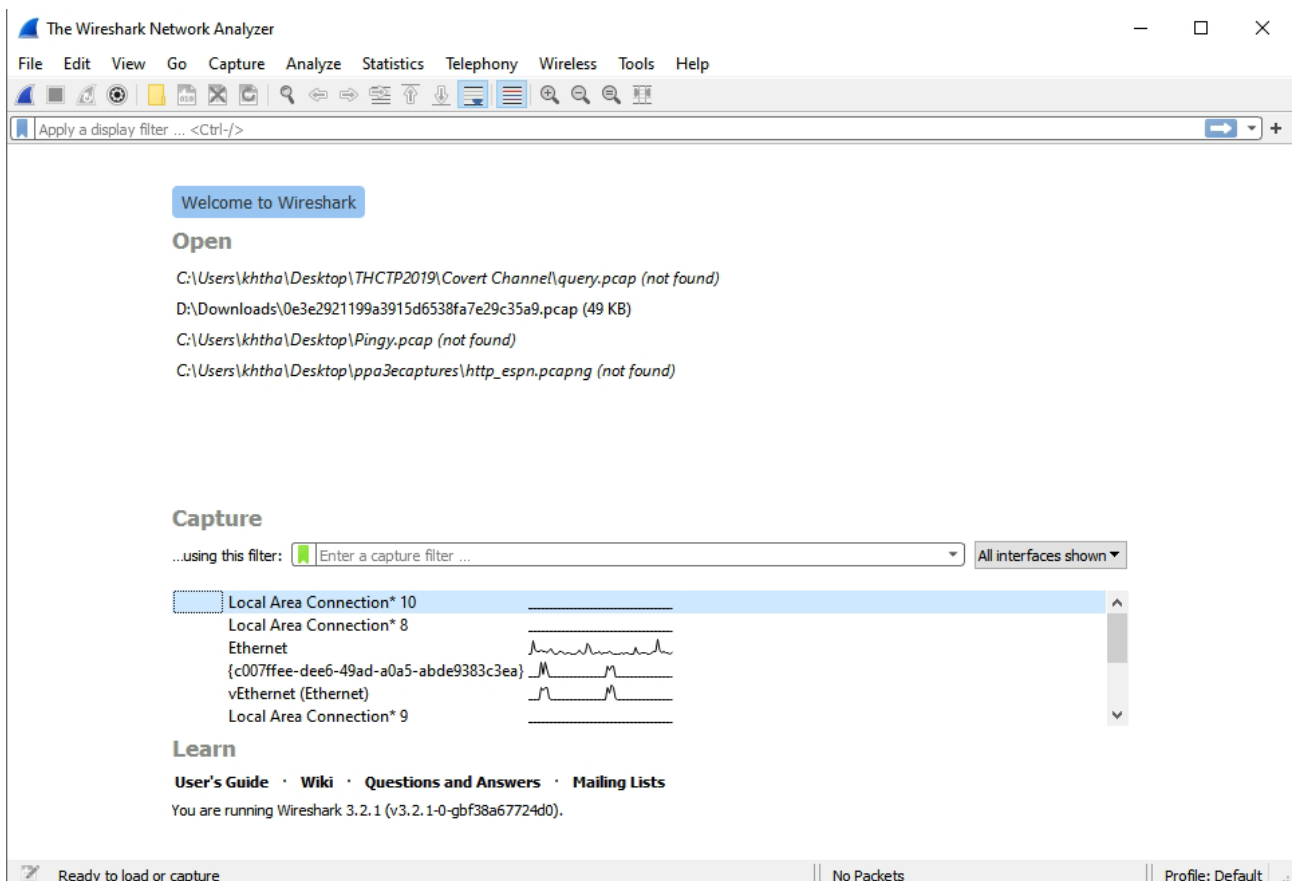 The Wireshark Network Analyzer
File Edit View Go Capture Analyze Statistics Telephony Wireless Tools Help
Apply a display filter ... <Ctrl-/>
+
Welcome to Wireshark
Open
C:\Users\khtha\Desktop\THCTP2019\Covert Channel\query.pcap (not found)
D:\Downloads\0e3e2921199a3915d6538fa7e29c35a9.pcap (49 KB)
C:\Users\khtha\Desktop\Pingy.pcap (not found)
C:\Users\khtha\Desktop\ppa3ecaptures\http_espn.pcapng (not found)
Capture
...using this filter: Enter a capture filter ... All interfaces shown
Local Area Connection* 10
Local Area Connection* 8
Ethernet
{c007ffee-dee6-49ad-a0a5-abde9383c3ea}
vEthernet (Ethernet)
Local Area Connection* 9
Learn
User's Guide · Wiki · Questions and Answers · Mailing Lists
You are running Wireshark 3.2.1 (v3.2.1-0-gbf38a67724d0).
Ready to load or capture No Packets Profile: Default